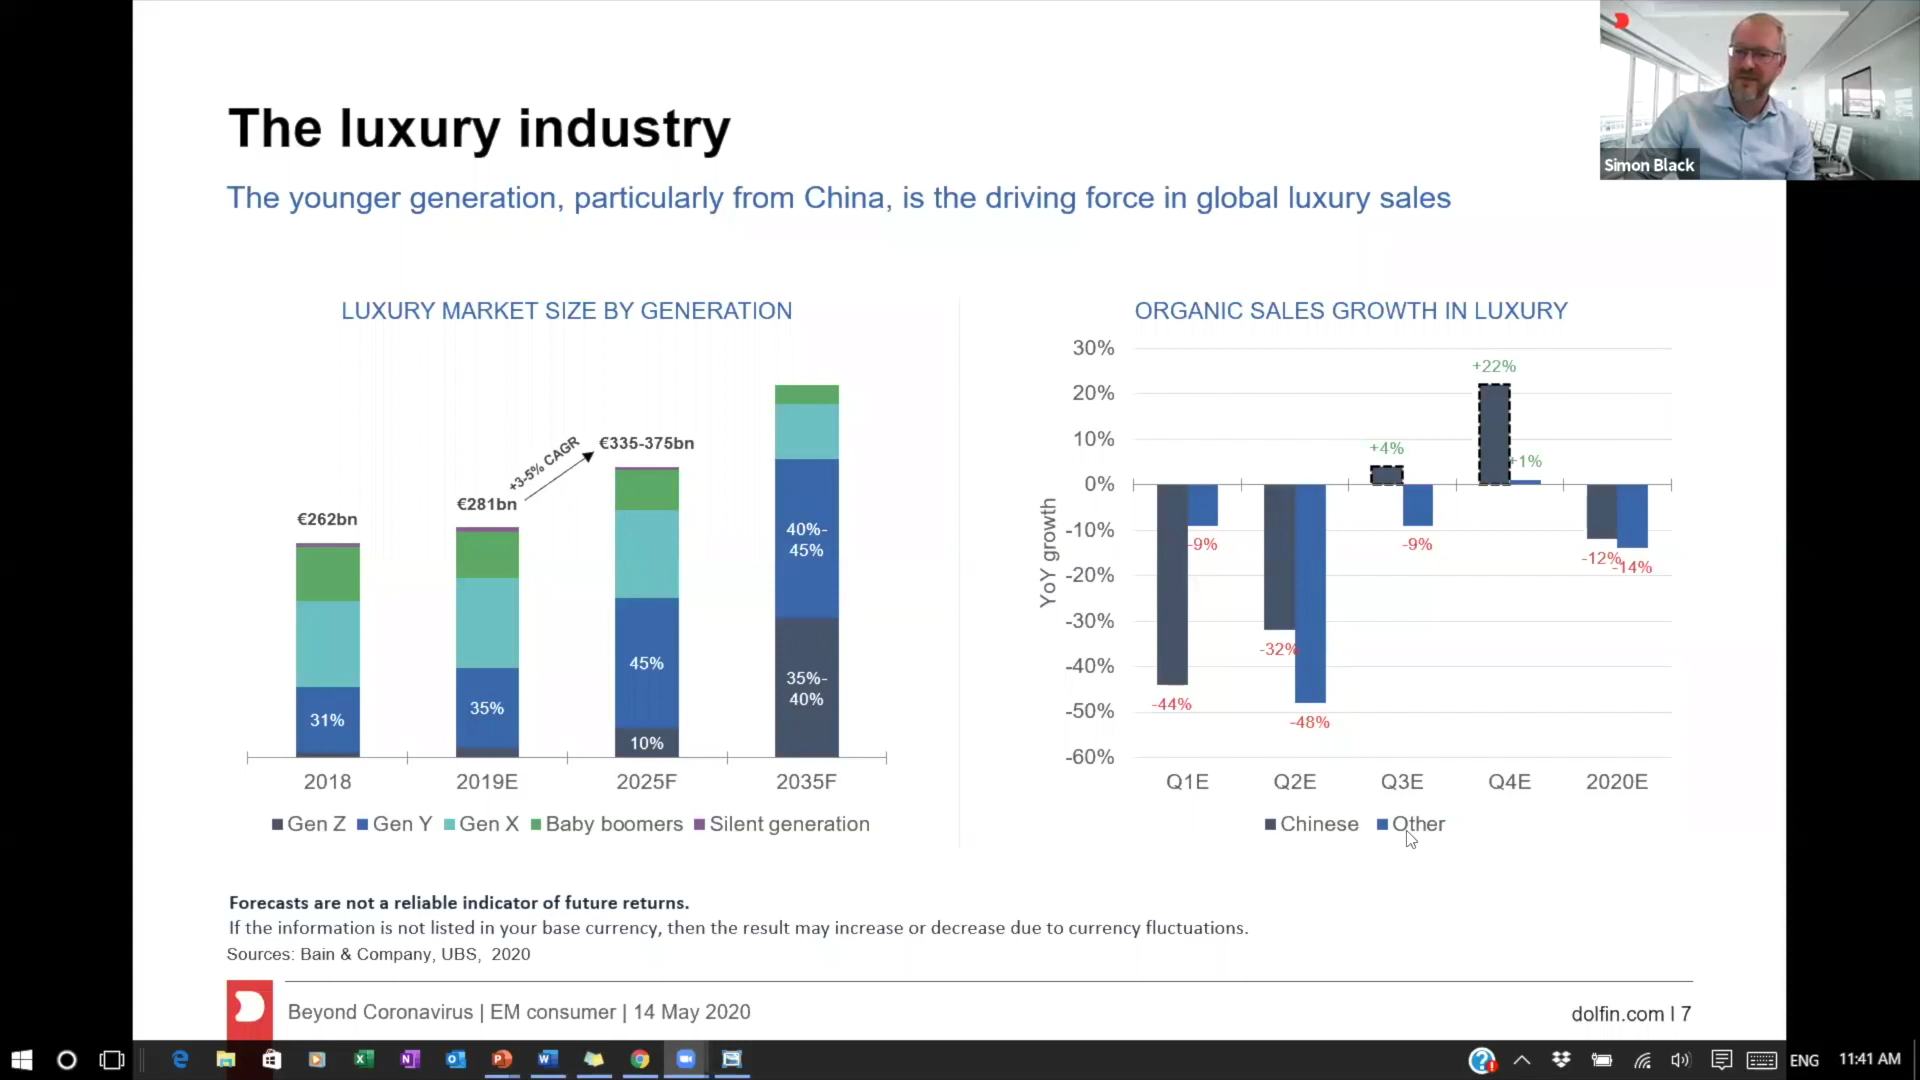 Simon Black
The luxury industry
The younger generation, particularly from China, is the driving force in global luxury sales
LUXURY MARKET SIZE BY GENERATION
€262bn
€281bn
+3-5% CAGR
€335-375bn
31%
35%
45%
10%
40%-
45%
35%-
40%
2018
2019E
2025F
2035F
Gen Z
Gen Y
Gen X
Baby boomers
Silent generation
ORGANIC SALES GROWTH IN LUXURY
YoY growth
30%
20%
10%
0%
-10%
-20%
-30%
-40%
-50%
-60%
-44%
-9%
-32%
-48%
+4%
-9%
+22%
+1%
-12%
-14%
Q1E
Q2E
Q3E
Q4E
2020E
Chinese
Other
Forecasts are not a reliable indicator of future returns.
If the information is not listed in your base currency, then the result may increase or decrease due to currency fluctuations.
Sources: Bain & Company, UBS, 2020
Beyond Coronavirus | EM consumer | 14 May 2020
dolfin.com | 7
ENG
11:41 AM